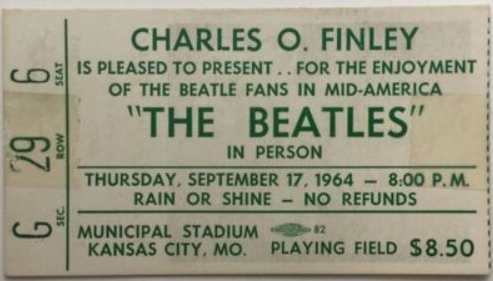 CHARLES O. FINLEY
IS PLEASED TO PRESENT . . FOR THE ENJOYMENT
OF THE BEATLE FANS IN MID-AMERICA
"THE BEATLES"
IN PERSON
THURSDAY, SEPTEMBER 17, 1964 — 8:00 P.M.
RAIN OR SHINE — NO REFUNDS
MUNICIPAL STADIUM 82
KANSAS CITY, MO. PLAYING FIELD $8.50
6 SEAT
29 ROW
G SEC.